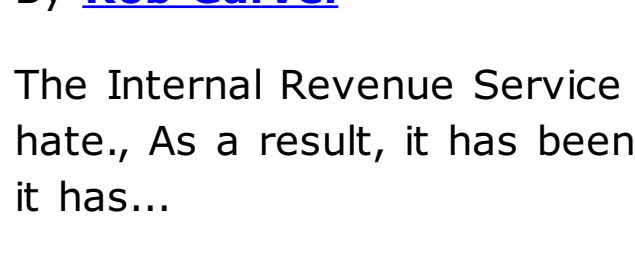 By Rob Carver
The Internal Revenue Service
hate., As a result, it has been
it has...